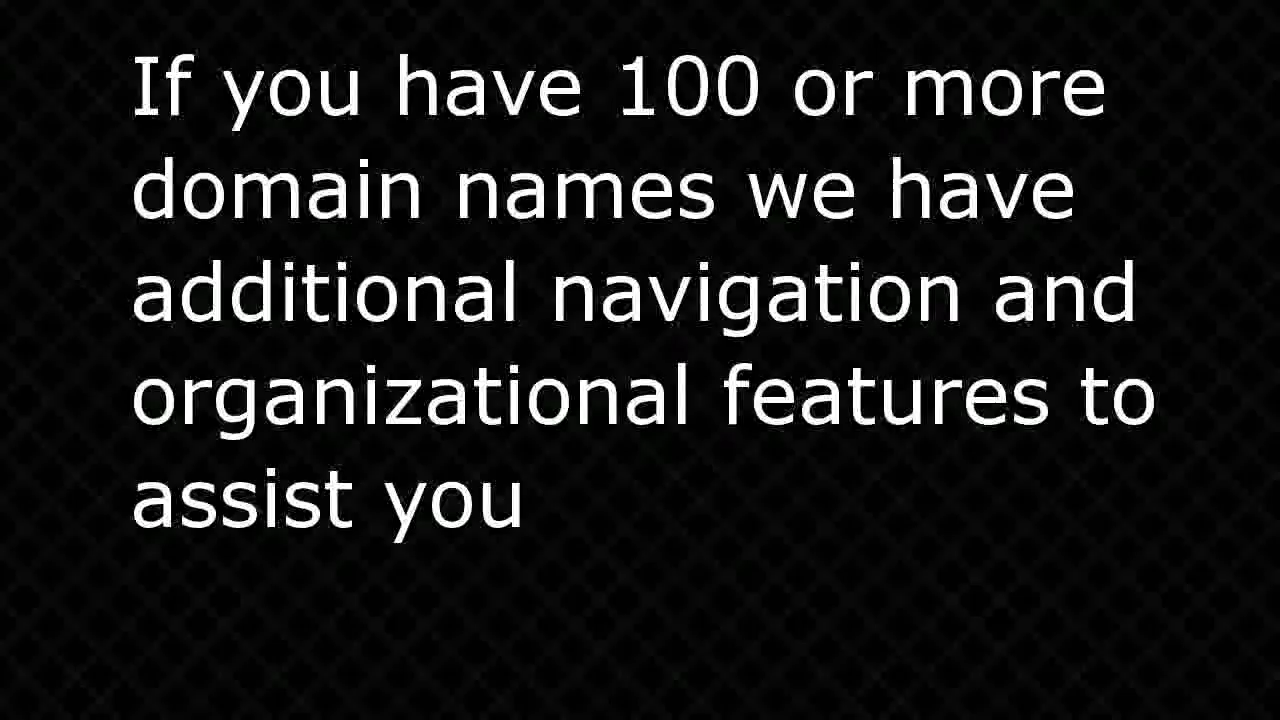 If you have 100 or more
domain names we have
additional navigation and
organizational features to
assist you